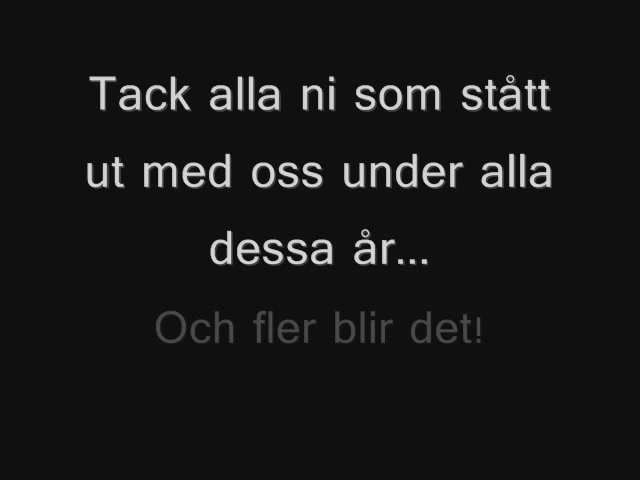 Tack alla ni som stått
ut med oss under alla
dessa år...
Och fler blir det!